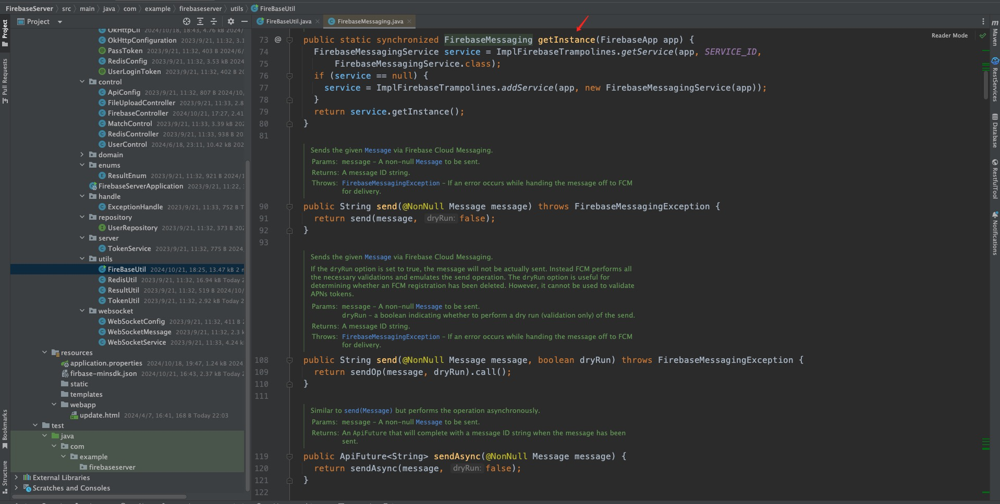 FirebaseServer › src › main › java › com › example › firebaseserver › utils › FireBaseUtil
Project
FireBaseUtil.java
FirebaseMessaging.java
OkHttpCli 2024/10/18, 18:43, 4.76 kB 2024/
OkHttpConfiguration 2023/9/21, 11:32, 3.1
PassToken 2023/9/21, 11:32, 403 B 2024/6/
RedisConfig 2023/9/21, 11:32, 3.53 kB 2024
UserLoginToken 2023/9/21, 11:32, 402 B 20
control
ApiConfig 2023/9/21, 11:32, 807 B 2024/10,
FileUploadController 2023/9/21, 11:33, 2.8
FirebaseController 2024/10/21, 17:27, 2.41
MatchControl 2023/9/21, 11:33, 3.39 kB 202
RedisController 2023/9/21, 11:33, 938 B 20
UserControl 2024/6/18, 23:11, 10.42 kB 202
domain
enums
ResultEnum 2023/9/21, 11:32, 921 B 2024/1
FirebaseServerApplication 2023/9/21, 11:22,
handle
ExceptionHandle 2023/9/21, 11:33, 752 B T
repository
UserRepository 2023/9/21, 11:32, 373 B 202
server
TokenService 2023/9/21, 11:32, 775 B 2024,
utils
FireBaseUtil 2024/10/21, 18:25, 13.47 kB 2 m
RedisUtil 2023/9/21, 11:32, 16.94 kB Today 2
ResultUtil 2023/9/21, 11:32, 519 B 2024/10/
TokenUtil 2023/9/21, 11:32, 2.92 kB Today 2
websocket
WebSocketConfig 2023/9/21, 11:32, 411 B 2
WebSocketMessage 2023/9/21, 11:32, 2.3 k
WebSocketService 2023/9/21, 11:33, 4.24 k
resources
application.properties 2024/10/18, 19:47, 1.24 kB 2024
firbase-minsdk.json 2024/10/21, 16:43, 2.37 kB Today 2
static
templates
webapp
update.html 2024/4/7, 16:41, 168 B Today 22:03
test
java
com
example
firebaseserver
External Libraries
Scratches and Consoles
Project
Pull Requests
Bookmarks
Structure
Reader Mode
73 @ public static synchronized FirebaseMessaging getInstance(FirebaseApp app) {
74 FirebaseMessagingService service = ImplFirebaseTrampolines.getService(app, SERVICE_ID,
75 FirebaseMessagingService.class);
76 if (service == null) {
77 service = ImplFirebaseTrampolines.addService(app, new FirebaseMessagingService(app));
78 }
79 return service.getInstance();
80 }
81
Sends the given Message via Firebase Cloud Messaging.
Params: message – A non-null Message to be sent.
Returns: A message ID string.
Throws: FirebaseMessagingException – If an error occurs while handing the message off to FCM
for delivery.
90 public String send(@NonNull Message message) throws FirebaseMessagingException {
91 return send(message, dryRun: false);
92 }
93
Sends the given Message via Firebase Cloud Messaging.
If the dryRun option is set to true, the message will not be actually sent. Instead FCM performs all
the necessary validations and emulates the send operation. The dryRun option is useful for
determining whether an FCM registration has been deleted. However, it cannot be used to validate
APNs tokens.
Params: message – A non-null Message to be sent.
dryRun – a boolean indicating whether to perform a dry run (validation only) of the send.
Returns: A message ID string.
Throws: FirebaseMessagingException – If an error occurs while handing the message off to FCM
for delivery.
108 public String send(@NonNull Message message, boolean dryRun) throws FirebaseMessagingException {
109 return sendOp(message, dryRun).call();
110 }
111
Similar to send(Message) but performs the operation asynchronously.
Params: message – A non-null Message to be sent.
Returns: An ApiFuture that will complete with a message ID string when the message has been
sent.
119 public ApiFuture<String> sendAsync(@NonNull Message message) {
120 return sendAsync(message, dryRun: false);
121 }
122
m
Maven
RestServices
Database
RestfulTool
Notifications